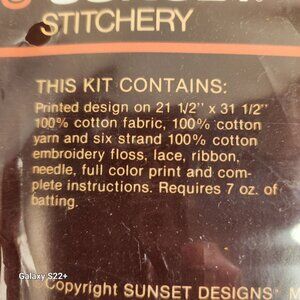 STITCHERY
THIS KIT CONTAINS:
Printed design on 21 1/2" x 31 1/2"
100% cotton fabric, 100% cotton
yarn and six strand 100% cotton
embroidery floss, lace, ribbon,
needle, full color print and com-
plete instructions. Requires 7 oz. of
batting.
Galaxy S22+
Copyright SUNSET DESIGNS